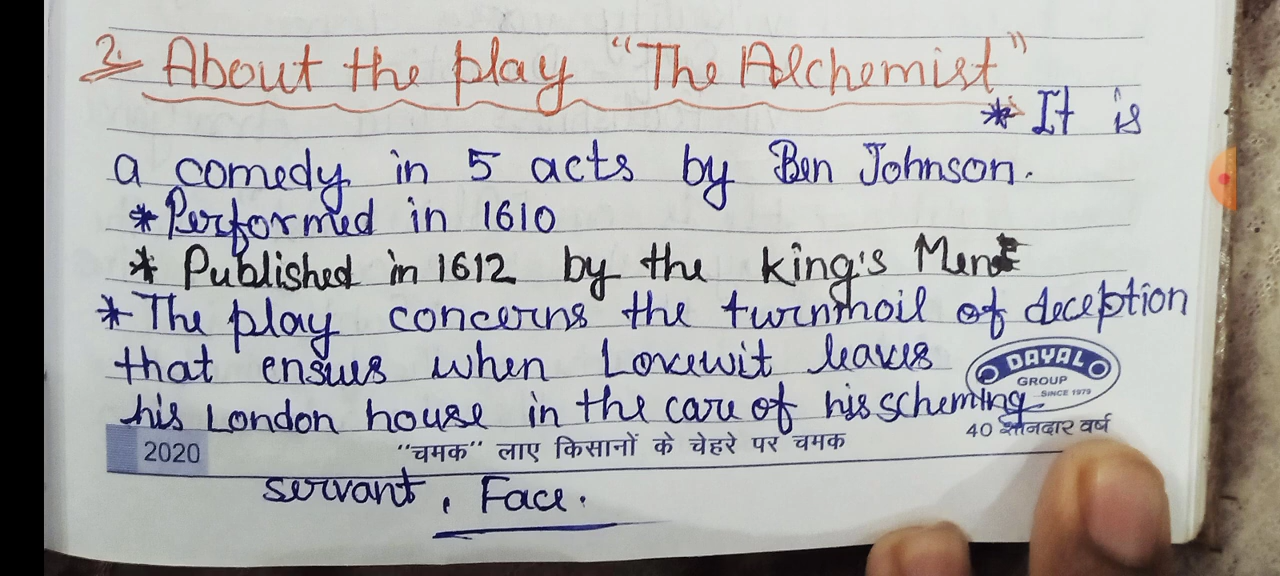 2. About the play "The Alchemist"
* It is
a comedy in 5 acts by Ben Johnson.
* Performed in 1610
* Published in 1612 by the king's Men
* The play concerns the turnmoil of deception
that ensues when Lovewit leaves
his London house in the care of his scheming
servant, Face.
DAYAL
GROUP
SINCE 1979
40 शानदार वर्ष
2020 "चमक" लाए किसानों के चेहरे पर चमक